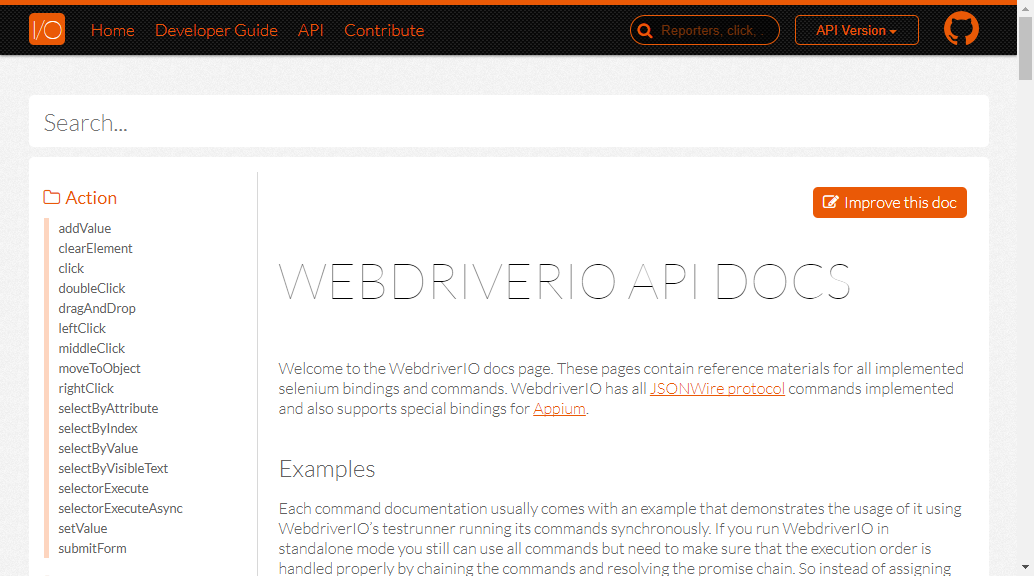 I/O Home Developer Guide API Contribute Reporters, click, . API Version
Search...
Action
addValue
clearElement
click
doubleClick
dragAndDrop
leftClick
middleClick
moveToObject
rightClick
selectByAttribute
selectByIndex
selectByValue
selectByVisibleText
selectorExecute
selectorExecuteAsync
setValue
submitForm
Improve this doc
WEBDRIVERIO API DOCS
Welcome to the WebdriverIO docs page. These pages contain reference materials for all implemented
selenium bindings and commands. WebdriverIO has all JSONWire protocol commands implemented
and also supports special bindings for Appium.
Examples
Each command documentation usually comes with an example that demonstrates the usage of it using
WebdriverIO's testrunner running its commands synchronously. If you run WebdriverIO in
standalone mode you still can use all commands but need to make sure that the execution order is
handled properly by chaining the commands and resolving the promise chain. So instead of assigning